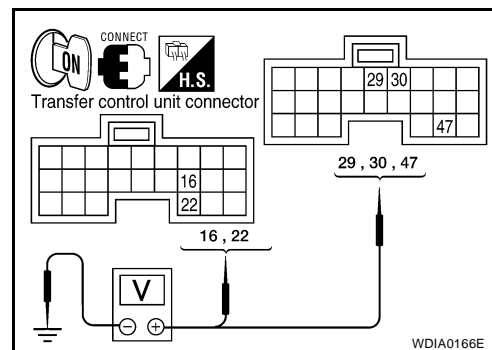 CONNECT
ON
H.S.
Transfer control unit connector
29 30
47
29 , 30 , 47
16
22
16 , 22
V
− +
WDIA0166E